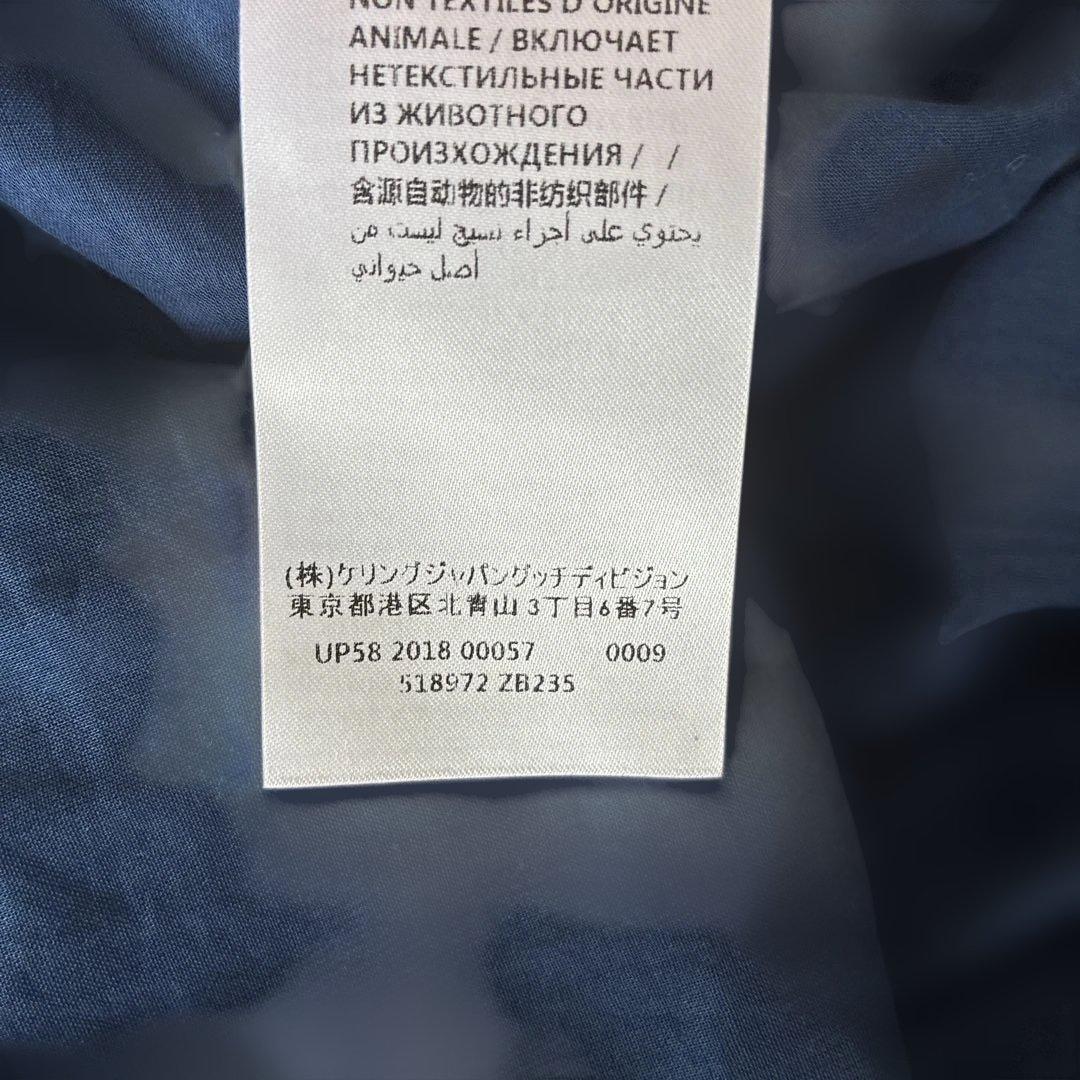 NON TEXTILES D'ORIGINE
ANIMALE / ВКЛЮЧАЕТ
НЕТЕКСТИЛЬНЫЕ ЧАСТИ
ИЗ ЖИВОТНОГО
ПРОИЗХОЖДЕНИЯ / /
含源自动物的非纺织部件 /
يحتوي على أجزاء نسيج ليست من
أصل حيواني
(株)ケリングジャパングッチディビジョン
東京都港区北青山3丁目6番7号
UP58 2018 00057 0009
518972 ZB235